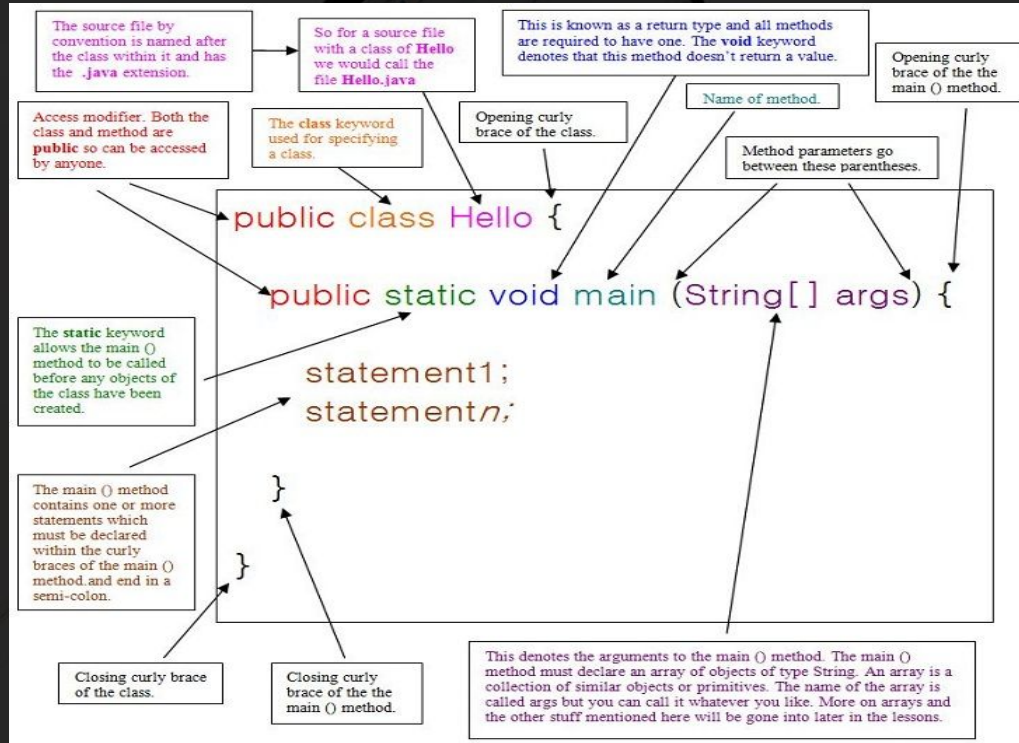 The source file by
convention is named after
the class within it and has
the .java extension.
So for a source file
with a class of Hello
we would call the
file Hello.java
This is known as a return type and all methods
are required to have one. The void keyword
denotes that this method doesn't return a value.
Opening curly
brace of the the
main () method.
Access modifier. Both the
class and method are
public so can be accessed
by anyone.
The class keyword
used for specifying
a class.
Opening curly
brace of the class.
Name of method.
Method parameters go
between these parentheses.
public class Hello {
public static void main (String[] args) {
The static keyword
allows the main ()
method to be called
before any objects of
the class have been
created.
statement1;
statementn;
The main () method
contains one or more
statements which
must be declared
within the curly
braces of the main ()
method.and end in a
semi-colon.
}
}
Closing curly brace
of the class.
Closing curly
brace of the the
main () method.
This denotes the arguments to the main () method. The main ()
method must declare an array of objects of type String. An array is a
collection of similar objects or primitives. The name of the array is
called args but you can call it whatever you like. More on arrays and
the other stuff mentioned here will be gone into later in the lessons.